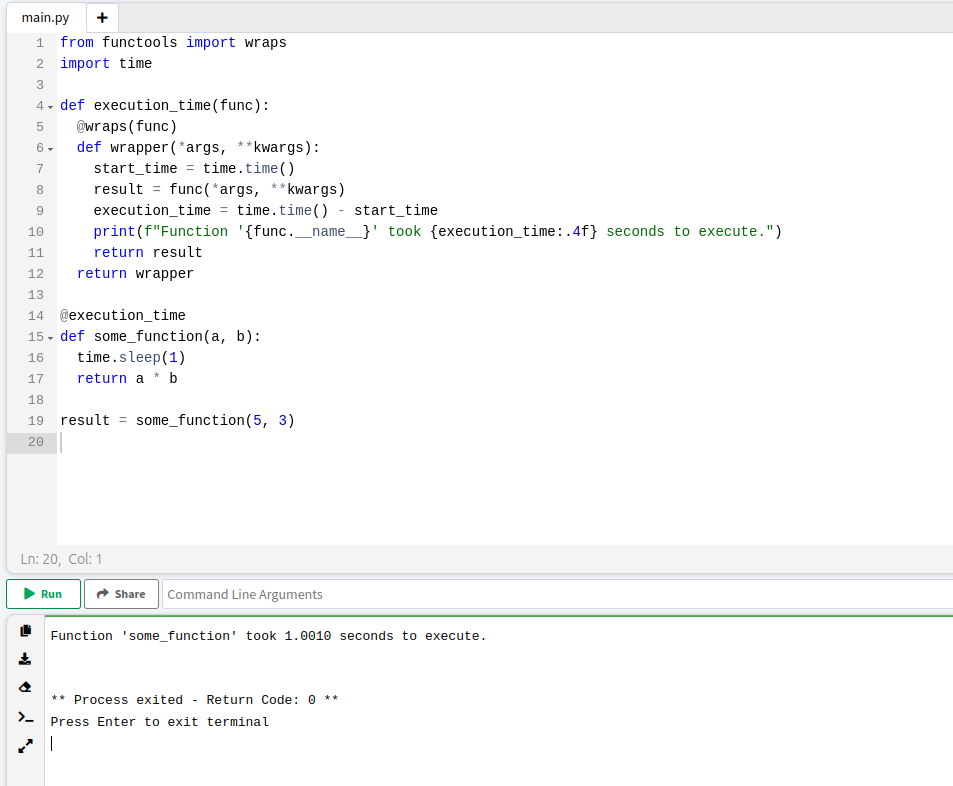 main.py +
1 from functools import wraps
2 import time
3
4 def execution_time(func):
5   @wraps(func)
6   def wrapper(*args, **kwargs):
7     start_time = time.time()
8     result = func(*args, **kwargs)
9     execution_time = time.time() - start_time
10     print(f"Function '{func.__name__}' took {execution_time:.4f} seconds to execute.")
11     return result
12   return wrapper
13
14 @execution_time
15 def some_function(a, b):
16   time.sleep(1)
17   return a * b
18
19 result = some_function(5, 3)
20
Ln: 20, Col: 1
Run Share Command Line Arguments
Function 'some_function' took 1.0010 seconds to execute.
** Process exited - Return Code: 0 **
Press Enter to exit terminal